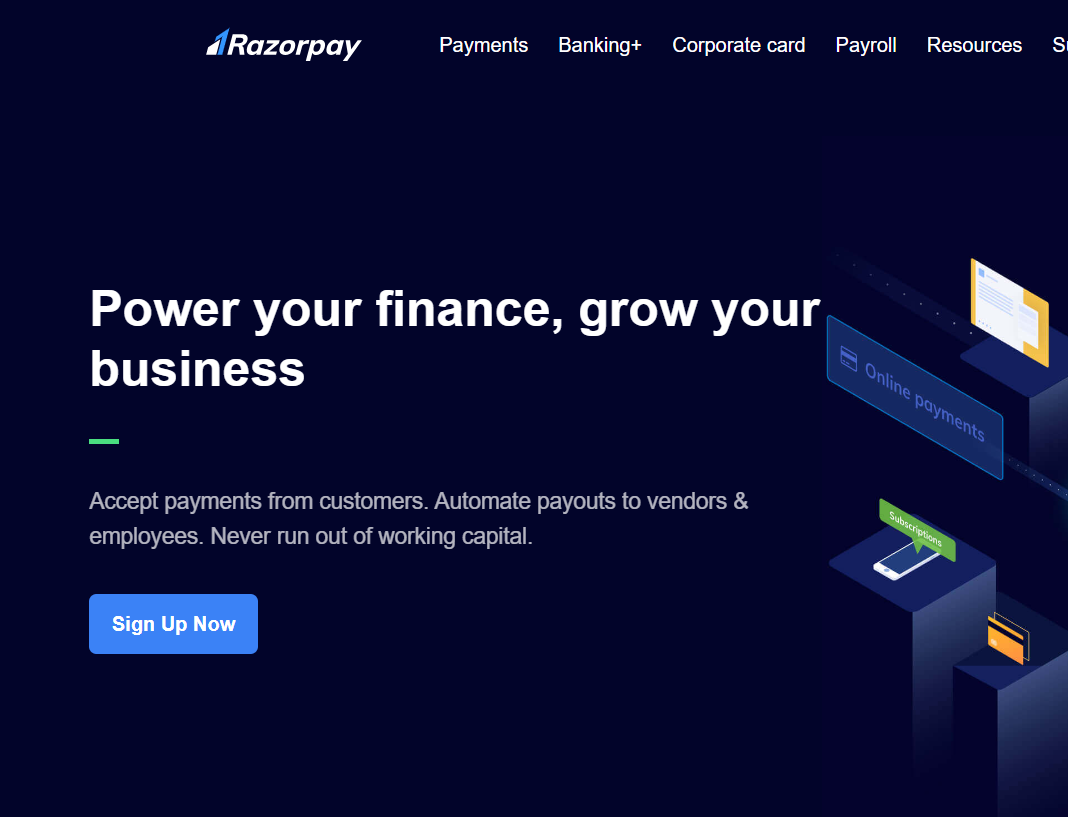 Razorpay Payments Banking+ Corporate card Payroll Resources
Power your finance, grow your
business
Online payments
Accept payments from customers. Automate payouts to vendors &
employees. Never run out of working capital.
Subscriptions
Sign Up Now